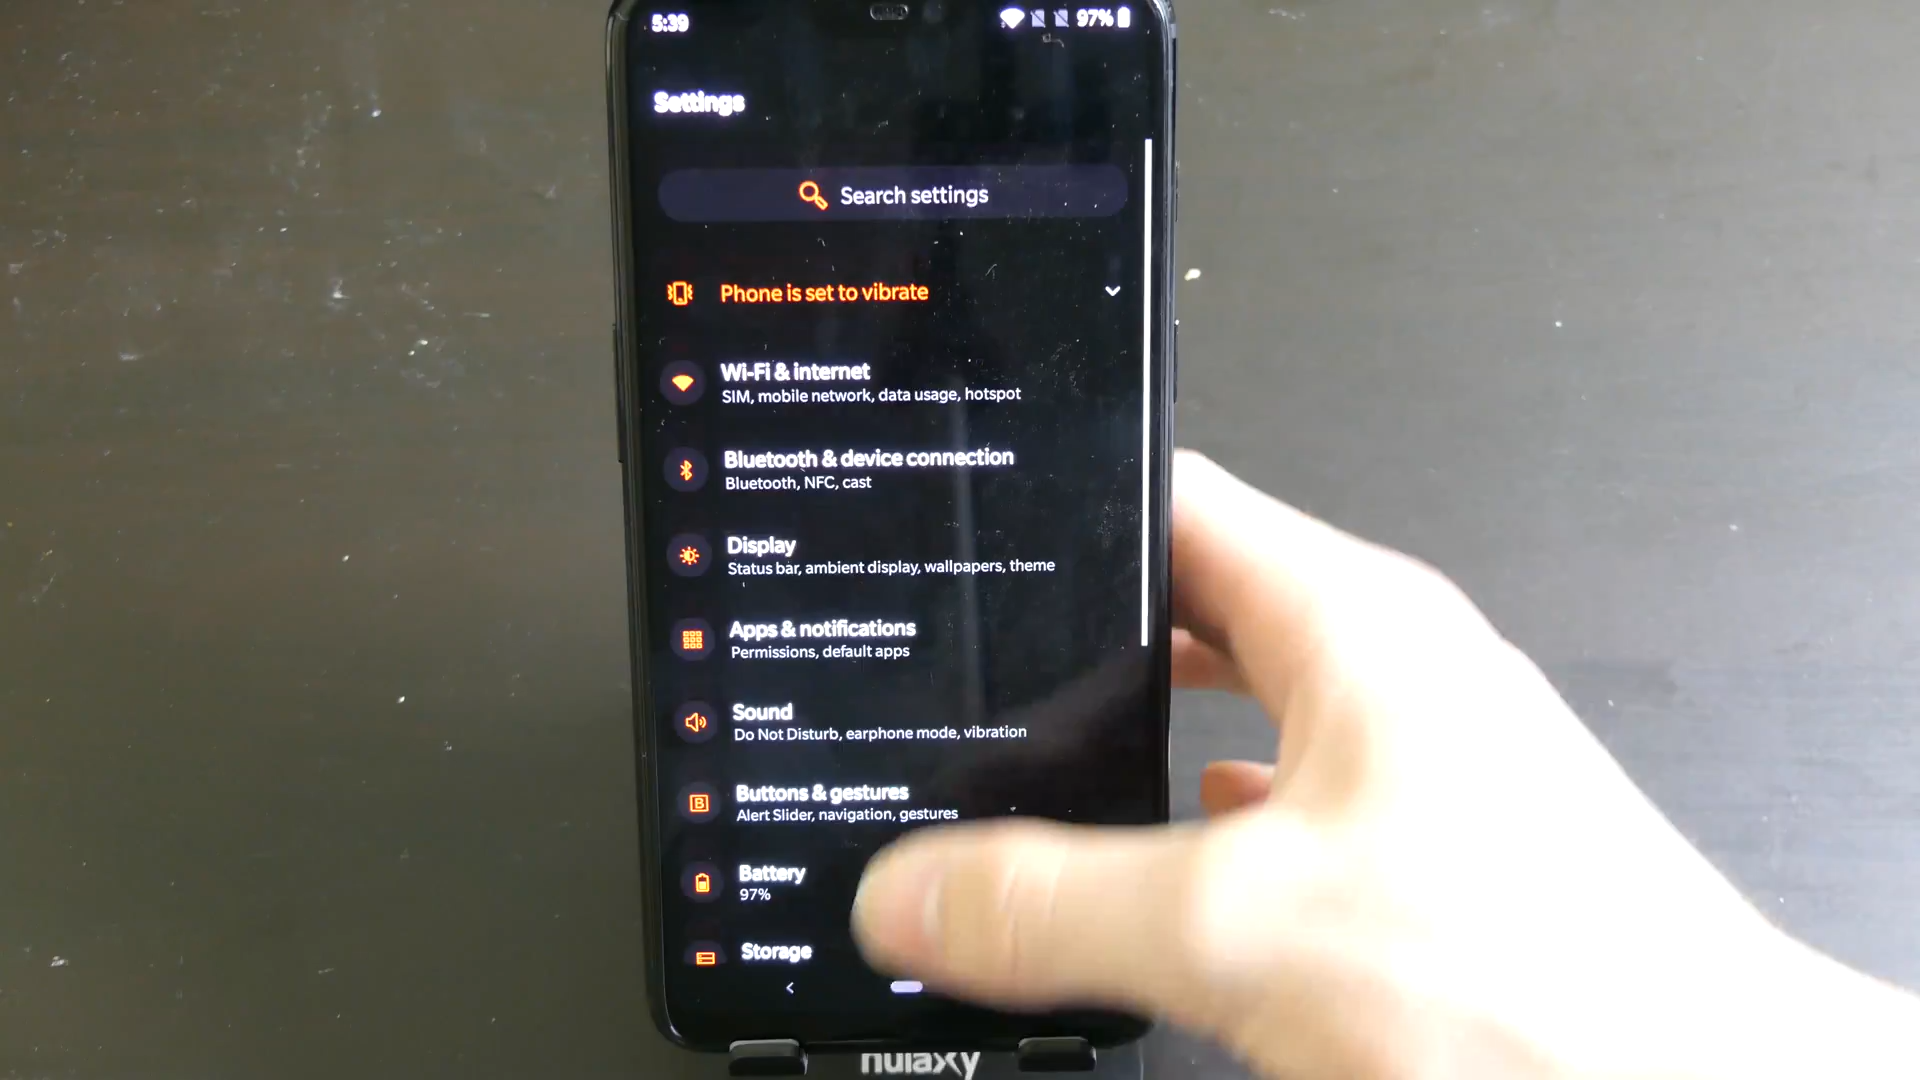 5:39
97%
Settings
Search settings
Phone is set to vibrate
Wi-Fi & internet
SIM, mobile network, data usage, hotspot
Bluetooth & device connection
Bluetooth, NFC, cast
Display
Status bar, ambient display, wallpapers, theme
Apps & notifications
Permissions, default apps
Sound
Do Not Disturb, earphone mode, vibration
Buttons & gestures
Alert Slider, navigation, gestures
Battery
97%
Storage
nulaxy